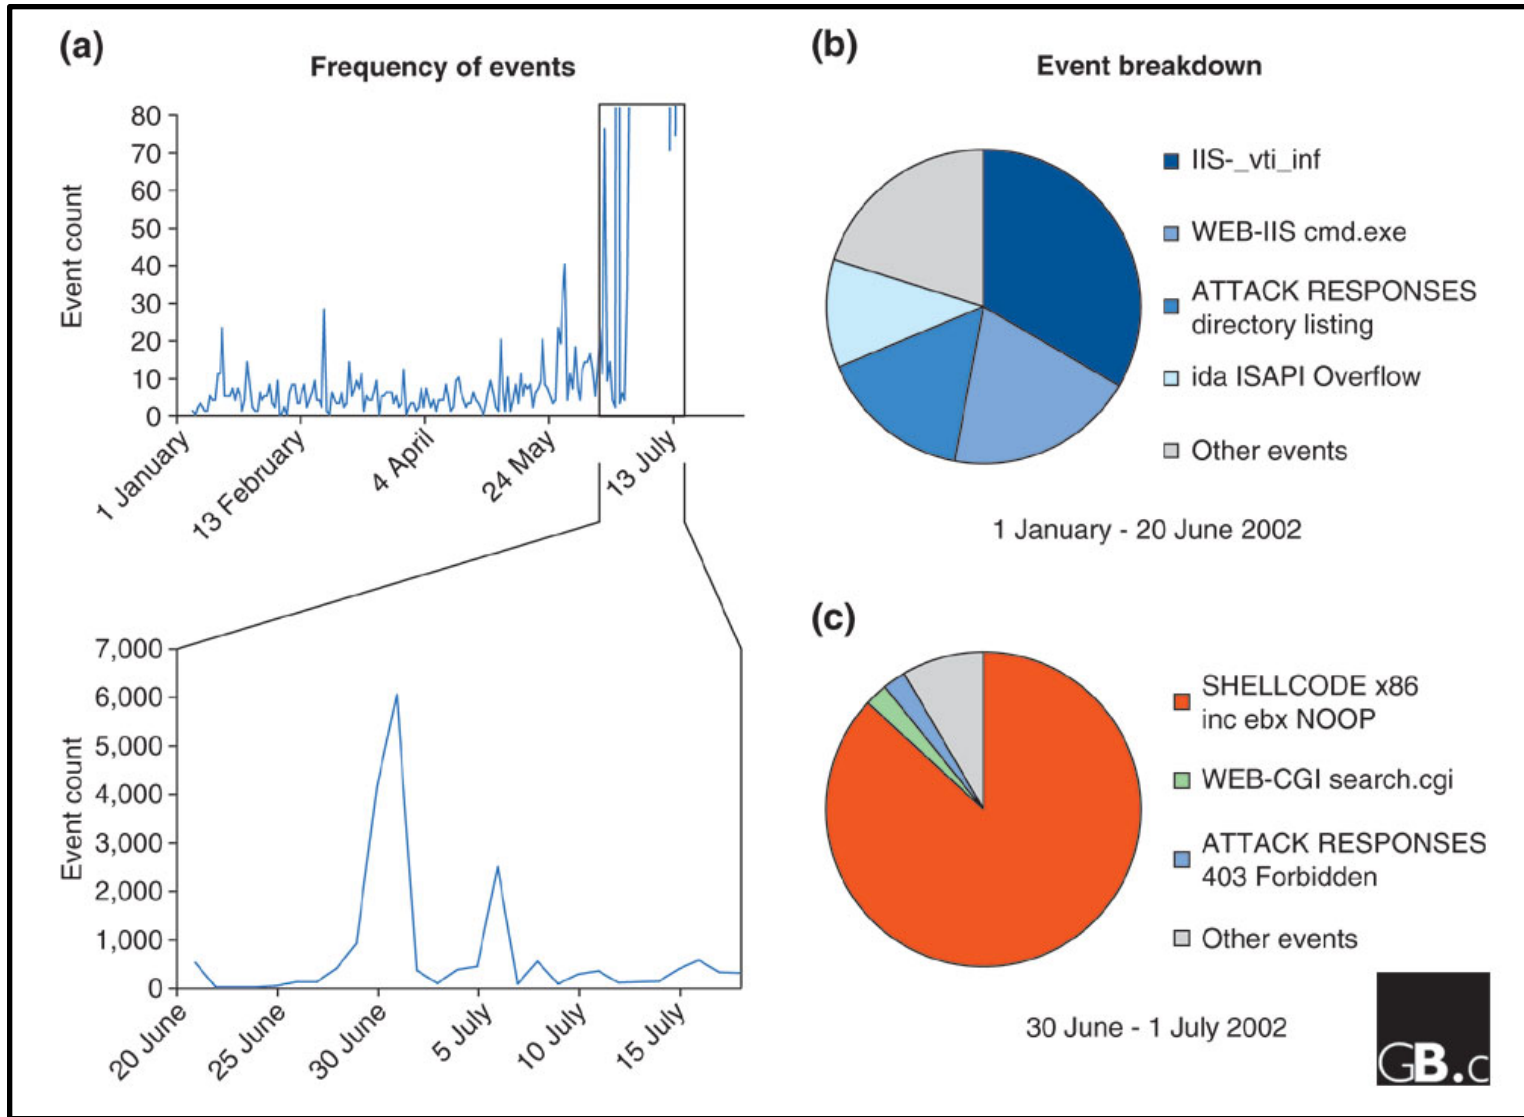 (a)
Frequency of events
80
70
60
50
40
30
20
10
0
Event count
1 January
13 February
4 April
24 May
13 July
7,000
6,000
5,000
4,000
3,000
2,000
1,000
0
Event count
20 June
25 June
30 June
5 July
10 July
15 July
(b)
Event breakdown
IIS-_vti_inf
WEB-IIS cmd.exe
ATTACK RESPONSES
directory listing
ida ISAPI Overflow
Other events
1 January - 20 June 2002
(c)
SHELLCODE x86
inc ebx NOOP
WEB-CGI search.cgi
ATTACK RESPONSES
403 Forbidden
Other events
30 June - 1 July 2002
GB.c